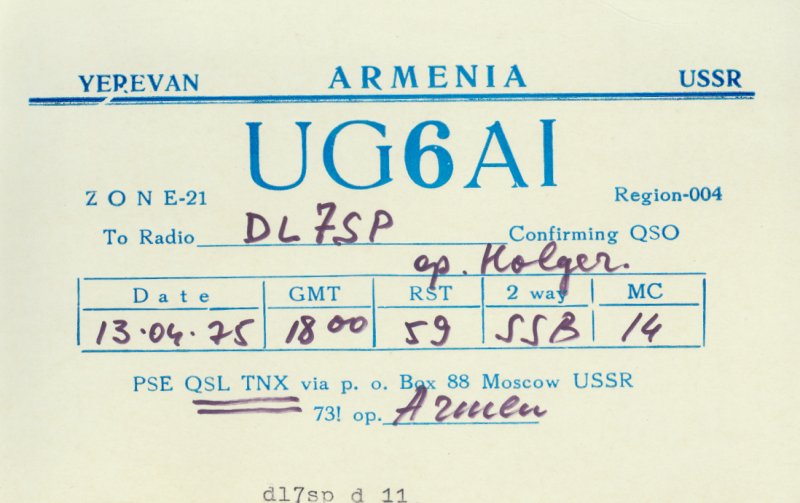 YEREVAN ARMENIA USSR
UG6AI
ZONE-21 Region-004
To Radio DL7SP Confirming QSO
op. Holger.
Date GMT RST 2 way MC
13.04.75 1800 59 SSB 14
PSE QSL TNX via p. o. Box 88 Moscow USSR
73! op. Armen
dl7sp d 11